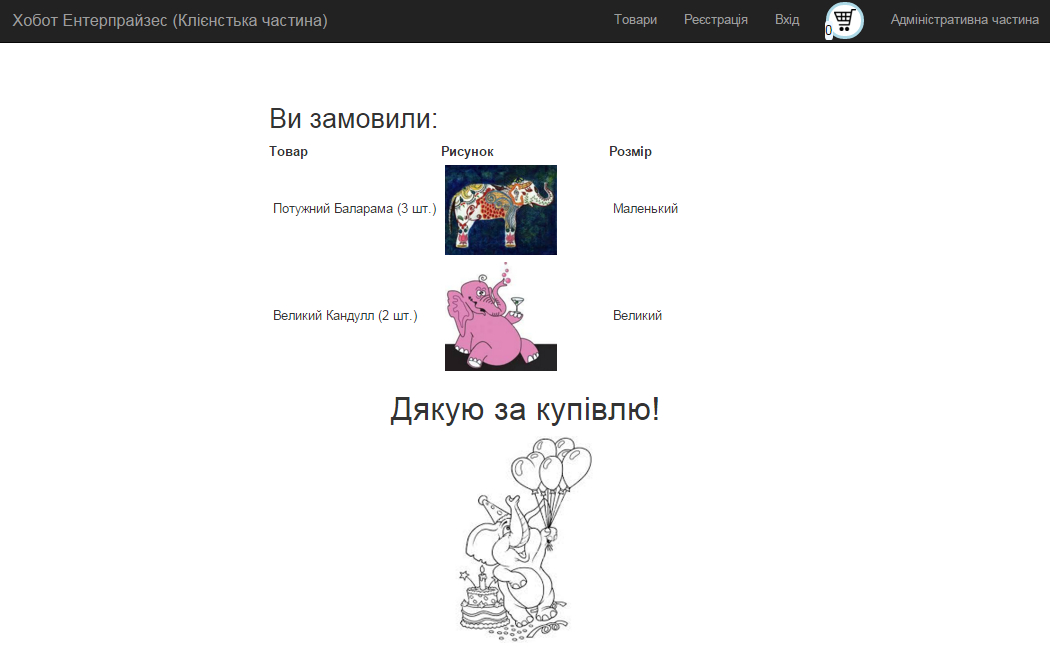 Хобот Ентерпрайзес (Клієнстька частина) Товари Реєстрація Вхід 0 Адміністративна частина
Ви замовили:
Товар Рисунок Розмір
Потужний Баларама (3 шт.) Маленький
Великий Кандулл (2 шт.) Великий
Дякую за купівлю!